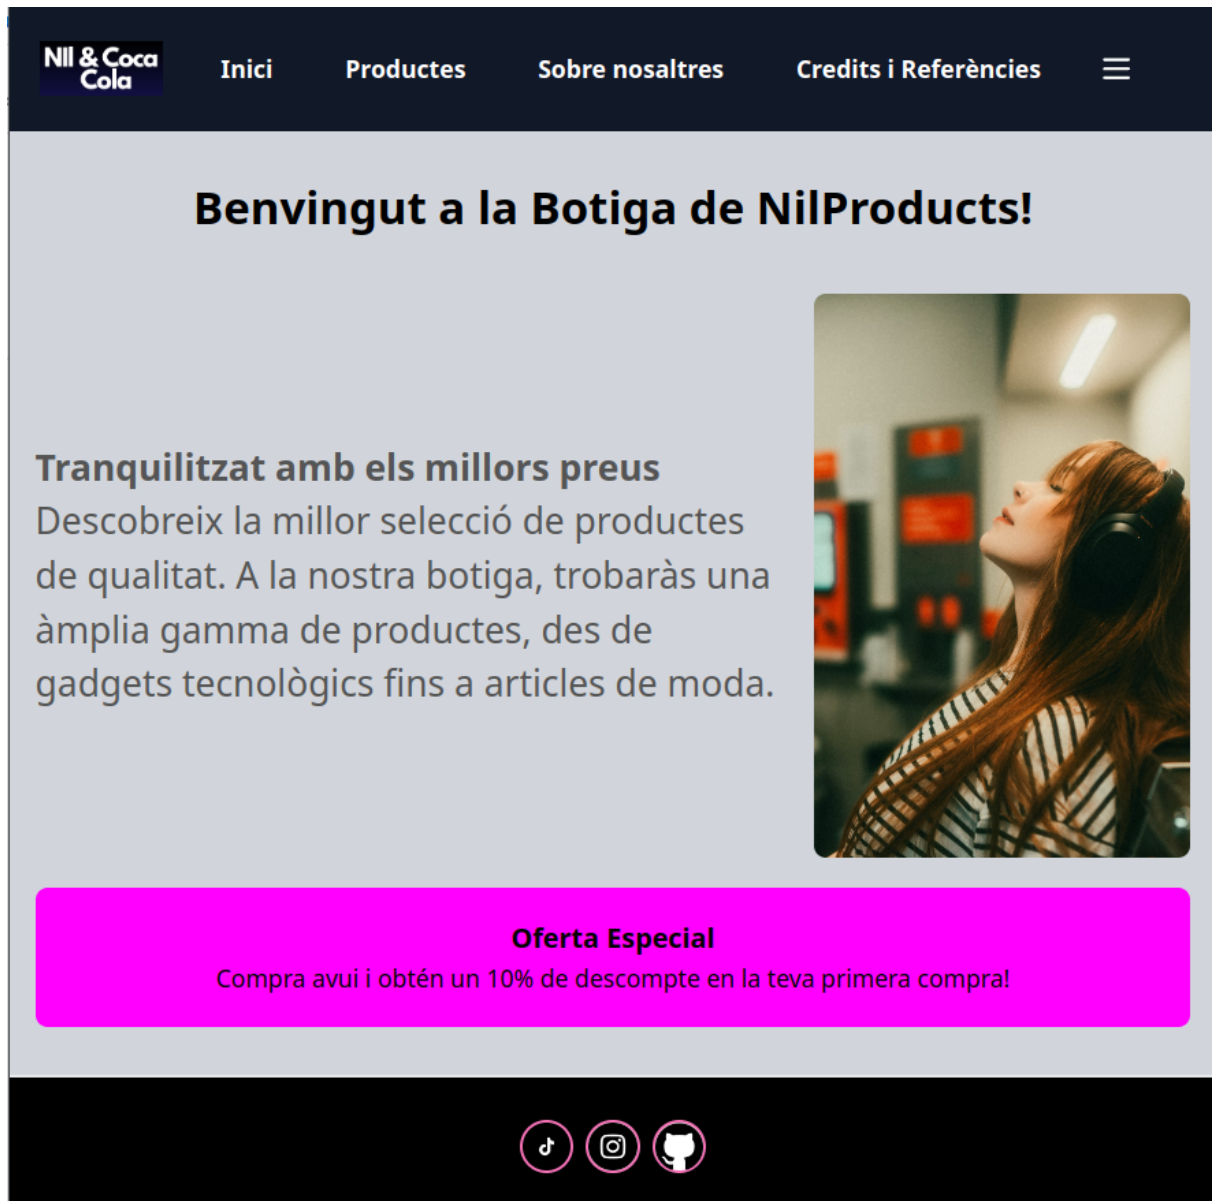 Nil & Coca
Cola
Inici
Productes
Sobre nosaltres
Credits i Referències
Benvingut a la Botiga de NilProducts!
Tranquilitzat amb els millors preus
Descobreix la millor selecció de productes
de qualitat. A la nostra botiga, trobaràs una
àmplia gamma de productes, des de
gadgets tecnològics fins a articles de moda.
Oferta Especial
Compra avui i obtén un 10% de descompte en la teva primera compra!